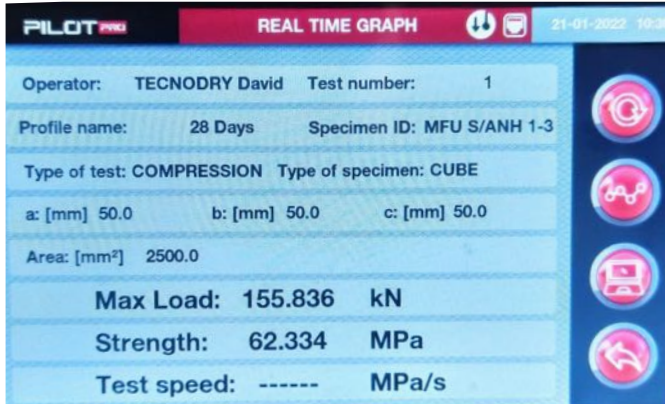 PILOT PRO REAL TIME GRAPH 21-01-2022
Operator: TECNODRY David Test number: 1
Profile name: 28 Days Specimen ID: MFU S/ANH 1-3
Type of test: COMPRESSION Type of specimen: CUBE
a: [mm] 50.0 b: [mm] 50.0 c: [mm] 50.0
Area: [mm²] 2500.0
Max Load: 155.836 kN
Strength: 62.334 MPa
Test speed: ------ MPa/s